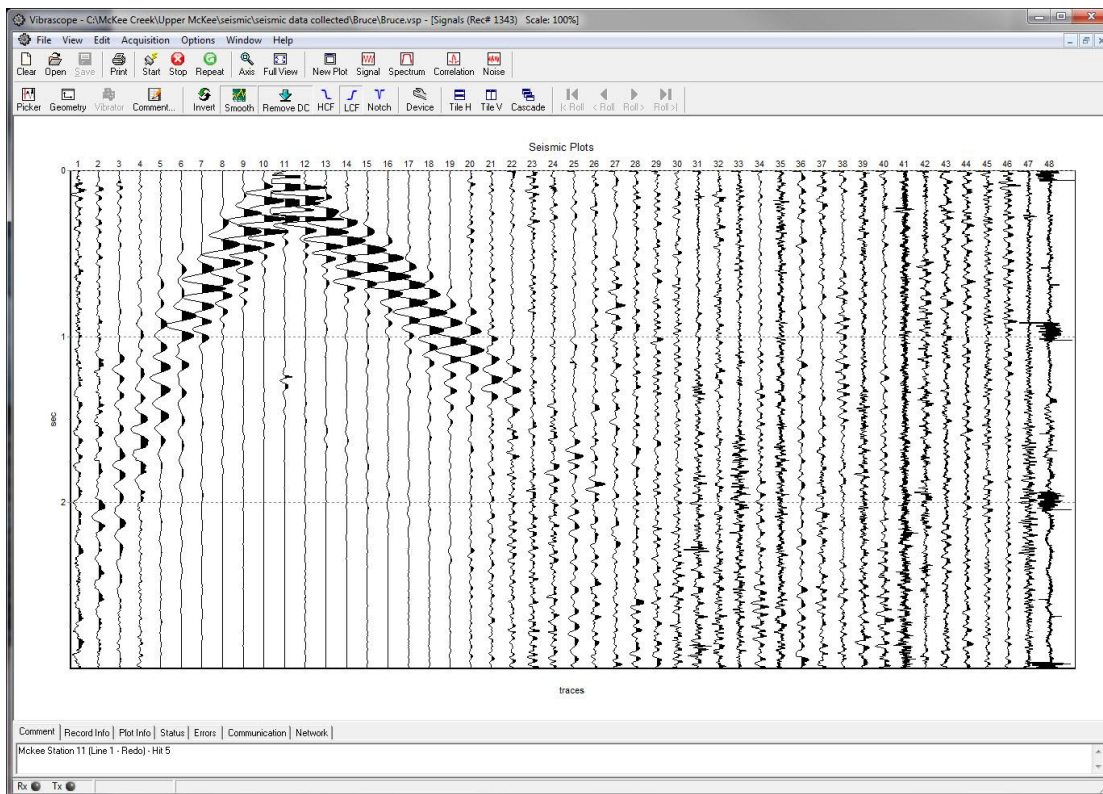 Vibrascope - C:\McKee Creek\Upper McKee\seismic\seismic data collected\Bruce\Bruce.vsp - [Signals (Rec# 1343) Scale: 100%]
File View Edit Acquisition Options Window Help
Clear Open Save Print Start Stop Repeat Axis Full View New Plot Signal Spectrum Correlation Noise
Picker Geometry Vibrator Comment... Invert Smooth Remove DC HCF LCF Notch Device Tile H Tile V Cascade |< Roll < Roll Roll > Roll >|
Seismic Plots
1 2 3 4 5 6 7 8 9 10 11 12 13 14 15 16 17 18 19 20 21 22 23 24 25 26 27 28 29 30 31 32 33 34 35 36 37 38 39 40 41 42 43 44 45 46 47 48
0
1
sec
2
traces
Comment Record Info Plot Info Status Errors Communication Network
Mckee Station 11 (Line 1 - Redo) - Hit 5
Rx Tx